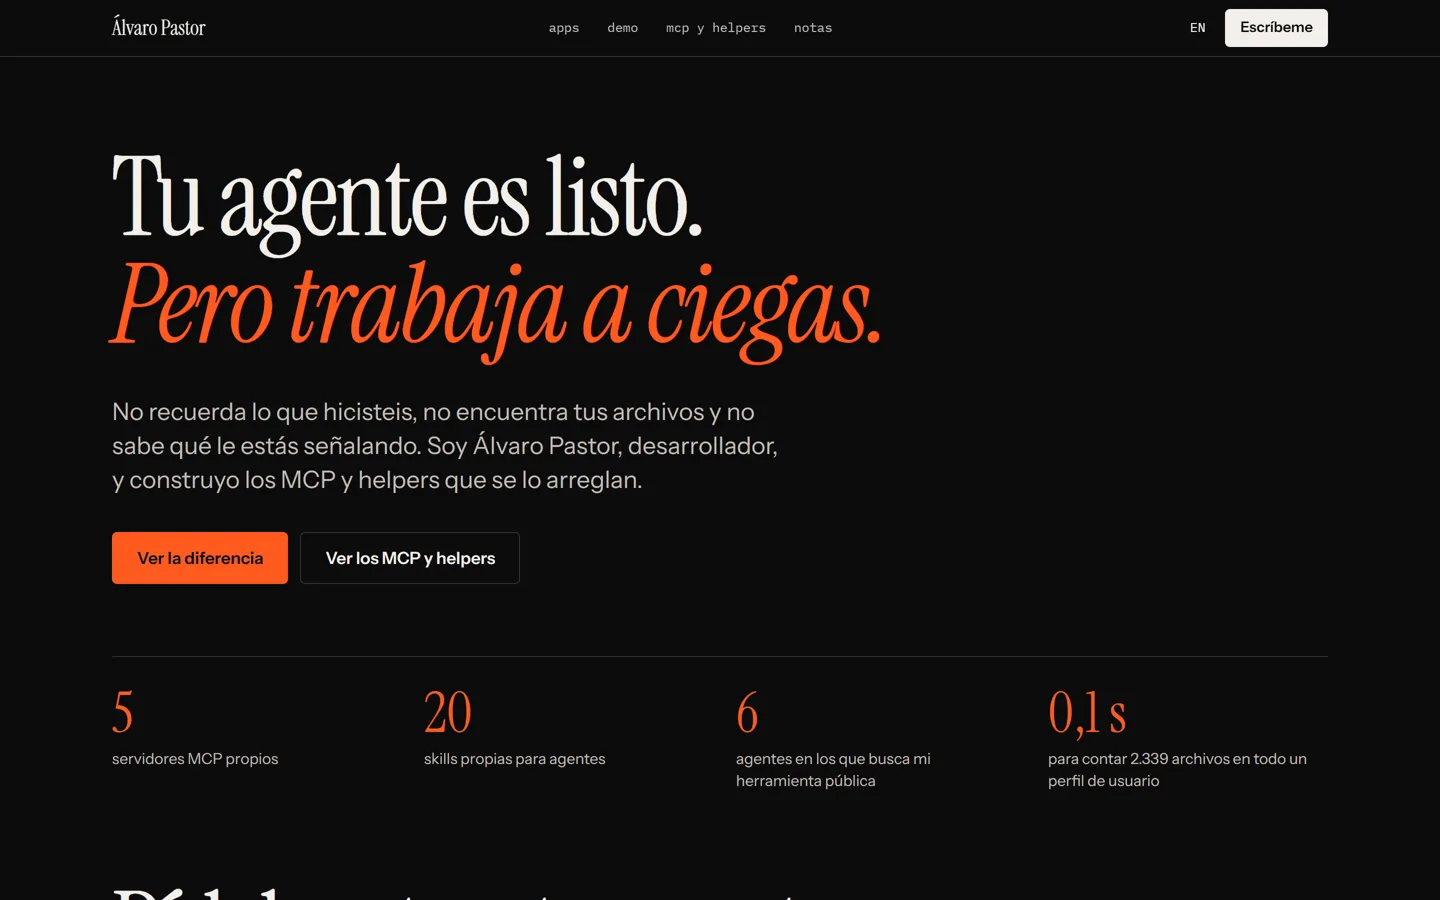 Álvaro Pastor
apps
demo
mcp y helpers
notas
EN
Escríbeme
Tu agente es listo.
Pero trabaja a ciegas.
No recuerda lo que hicisteis, no encuentra tus archivos y no
sabe qué le estás señalando. Soy Álvaro Pastor, desarrollador,
y construyo los MCP y helpers que se lo arreglan.
Ver la diferencia
Ver los MCP y helpers
5
servidores MCP propios
20
skills propias para agentes
6
agentes en los que busca mi
herramienta pública
0,1 s
para contar 2.339 archivos en todo un
perfil de usuario